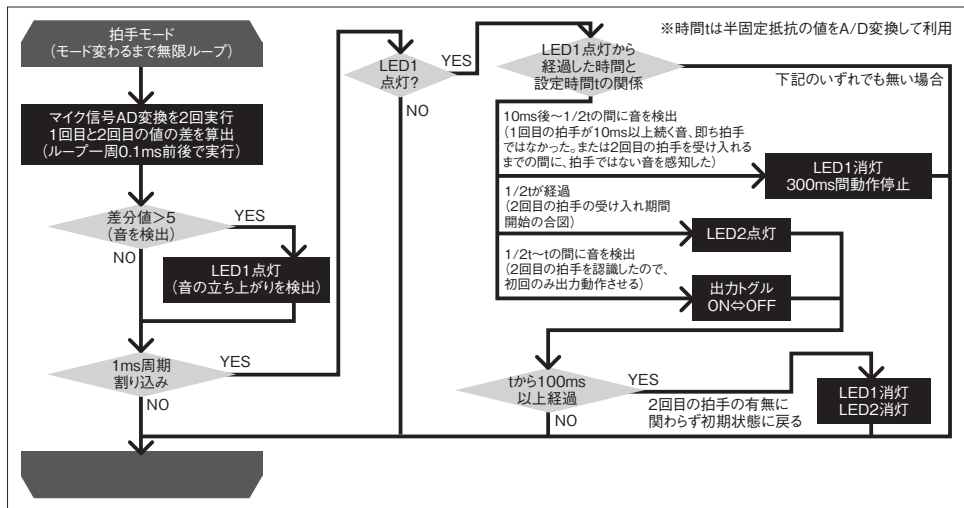 拍手モード
(モード変わるまで無限ループ)
マイク信号AD変換を2回実行
1回目と2回目の値の差を算出
(ループ一周0.1ms前後で実行)
差分値>5
(音を検出)
YES
NO
LED1点灯
(音の立ち上がりを検出)
1ms周期
割り込み
YES
NO
LED1
点灯?
YES
NO
LED1点灯から
経過した時間と
設定時間tの関係
※時間tは半固定抵抗の値をA/D変換して利用
下記のいずれでも無い場合
10ms後〜1/2tの間に音を検出
(1回目の拍手が10ms以上続く音、即ち拍手
ではなかった。または2回目の拍手を受け入れる
までの間に、拍手ではない音を感知した)
LED1消灯
300ms間動作停止
1/2tが経過
(2回目の拍手の受け入れ期間
開始の合図)
LED2点灯
1/2t〜tの間に音を検出
(2回目の拍手を認識したので、
初回のみ出力動作させる)
出力トグル
ON⇔OFF
tから100ms
以上経過
YES
NO
2回目の拍手の有無に
関わらず初期状態に戻る
LED1消灯
LED2消灯